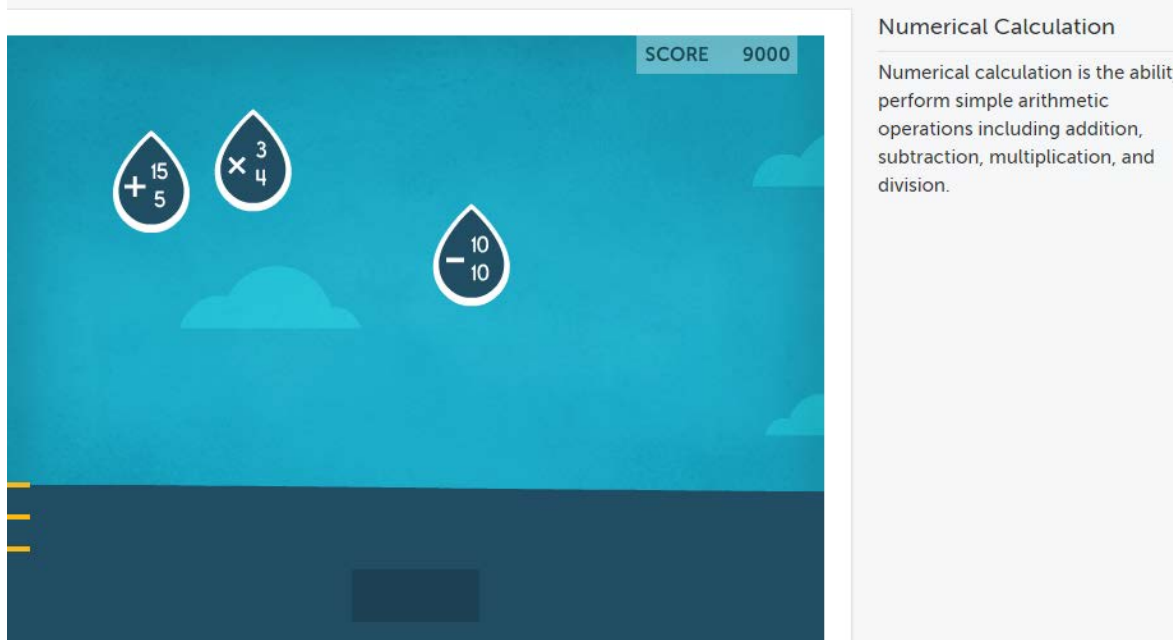 SCORE 9000
+ 15
5
× 3
4
− 10
10
Numerical Calculation
Numerical calculation is the abilit
perform simple arithmetic
operations including addition,
subtraction, multiplication, and
division.